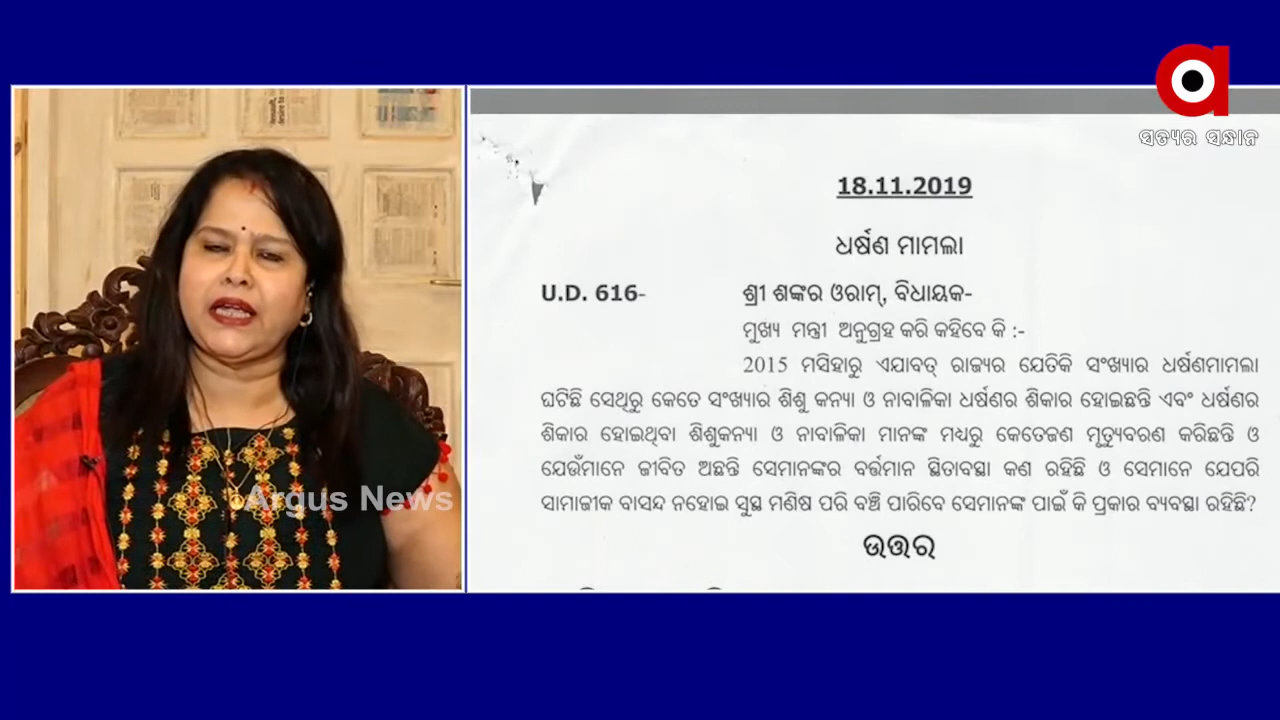 ସତ୍ୟର ସନ୍ଧାନ
18.11.2019
ଧର୍ଷଣ ମାମଲା
U.D. 616-
ଶ୍ରୀ ଶଙ୍କର ଓରାମ୍, ବିଧାୟକ-
ମୁଖ୍ୟ ମନ୍ତ୍ରୀ ଅନୁଗ୍ରହ କରି କହିବେ କି :-
2015 ମସିହାରୁ ଏଯାବତ୍ ରାଜ୍ୟର ଯେତିକି ସଂଖ୍ୟାର ଧର୍ଷଣମାମଲା
ଘଟିଛି ସେଥିରୁ କେତେ ସଂଖ୍ୟାର ଶିଶୁ କନ୍ୟା ଓ ନାବାଳିକା ଧର୍ଷଣର ଶିକାର ହୋଇଛନ୍ତି ଏବଂ ଧର୍ଷଣର
ଶିକାର ହୋଇଥିବା ଶିଶୁକନ୍ୟା ଓ ନାବାଳିକା ମାନଙ୍କ ମଧ୍ୟରୁ କେତେଜଣ ମୃତ୍ୟୁବରଣ କରିଛନ୍ତି ଓ
ଯେଉଁମାନେ ଜୀବିତ ଅଛନ୍ତି ସେମାନଙ୍କର ବର୍ତ୍ତମାନ ସ୍ଥିତାବସ୍ଥା କଣ ରହିଛି ଓ ସେମାନେ ଯେପରି
ସାମାଜୀକ ବାସନ୍ଦ ନହୋଇ ସୁସ୍ଥ ମଣିଷ ପରି ବଞ୍ଚି ପାରିବେ ସେମାନଙ୍କ ପାଇଁ କି ପ୍ରକାର ବ୍ୟବସ୍ଥା ରହିଛି?
ଉତ୍ତର
Argus News